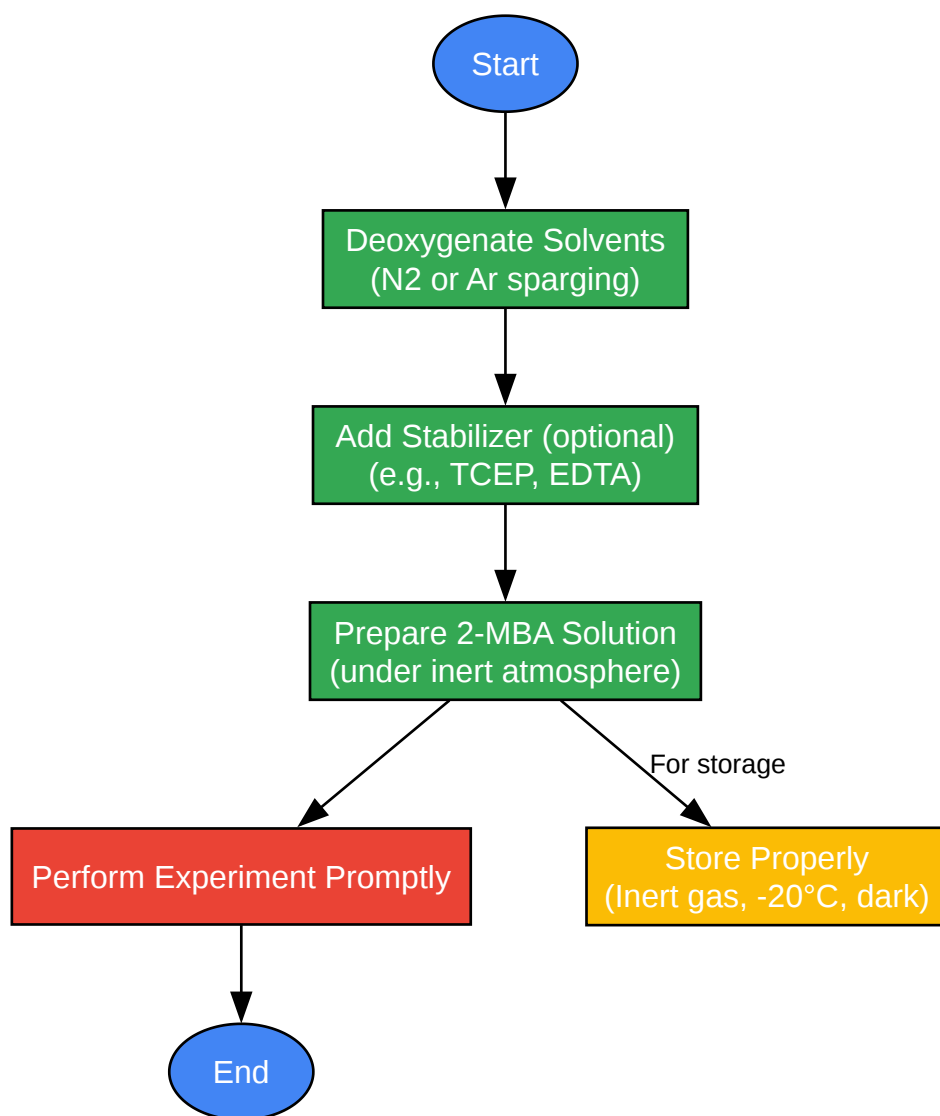 Start
Deoxygenate Solvents
(N2 or Ar sparging)
Add Stabilizer (optional)
(e.g., TCEP, EDTA)
Prepare 2-MBA Solution
(under inert atmosphere)
For storage
Perform Experiment Promptly
Store Properly
(Inert gas, -20°C, dark)
End